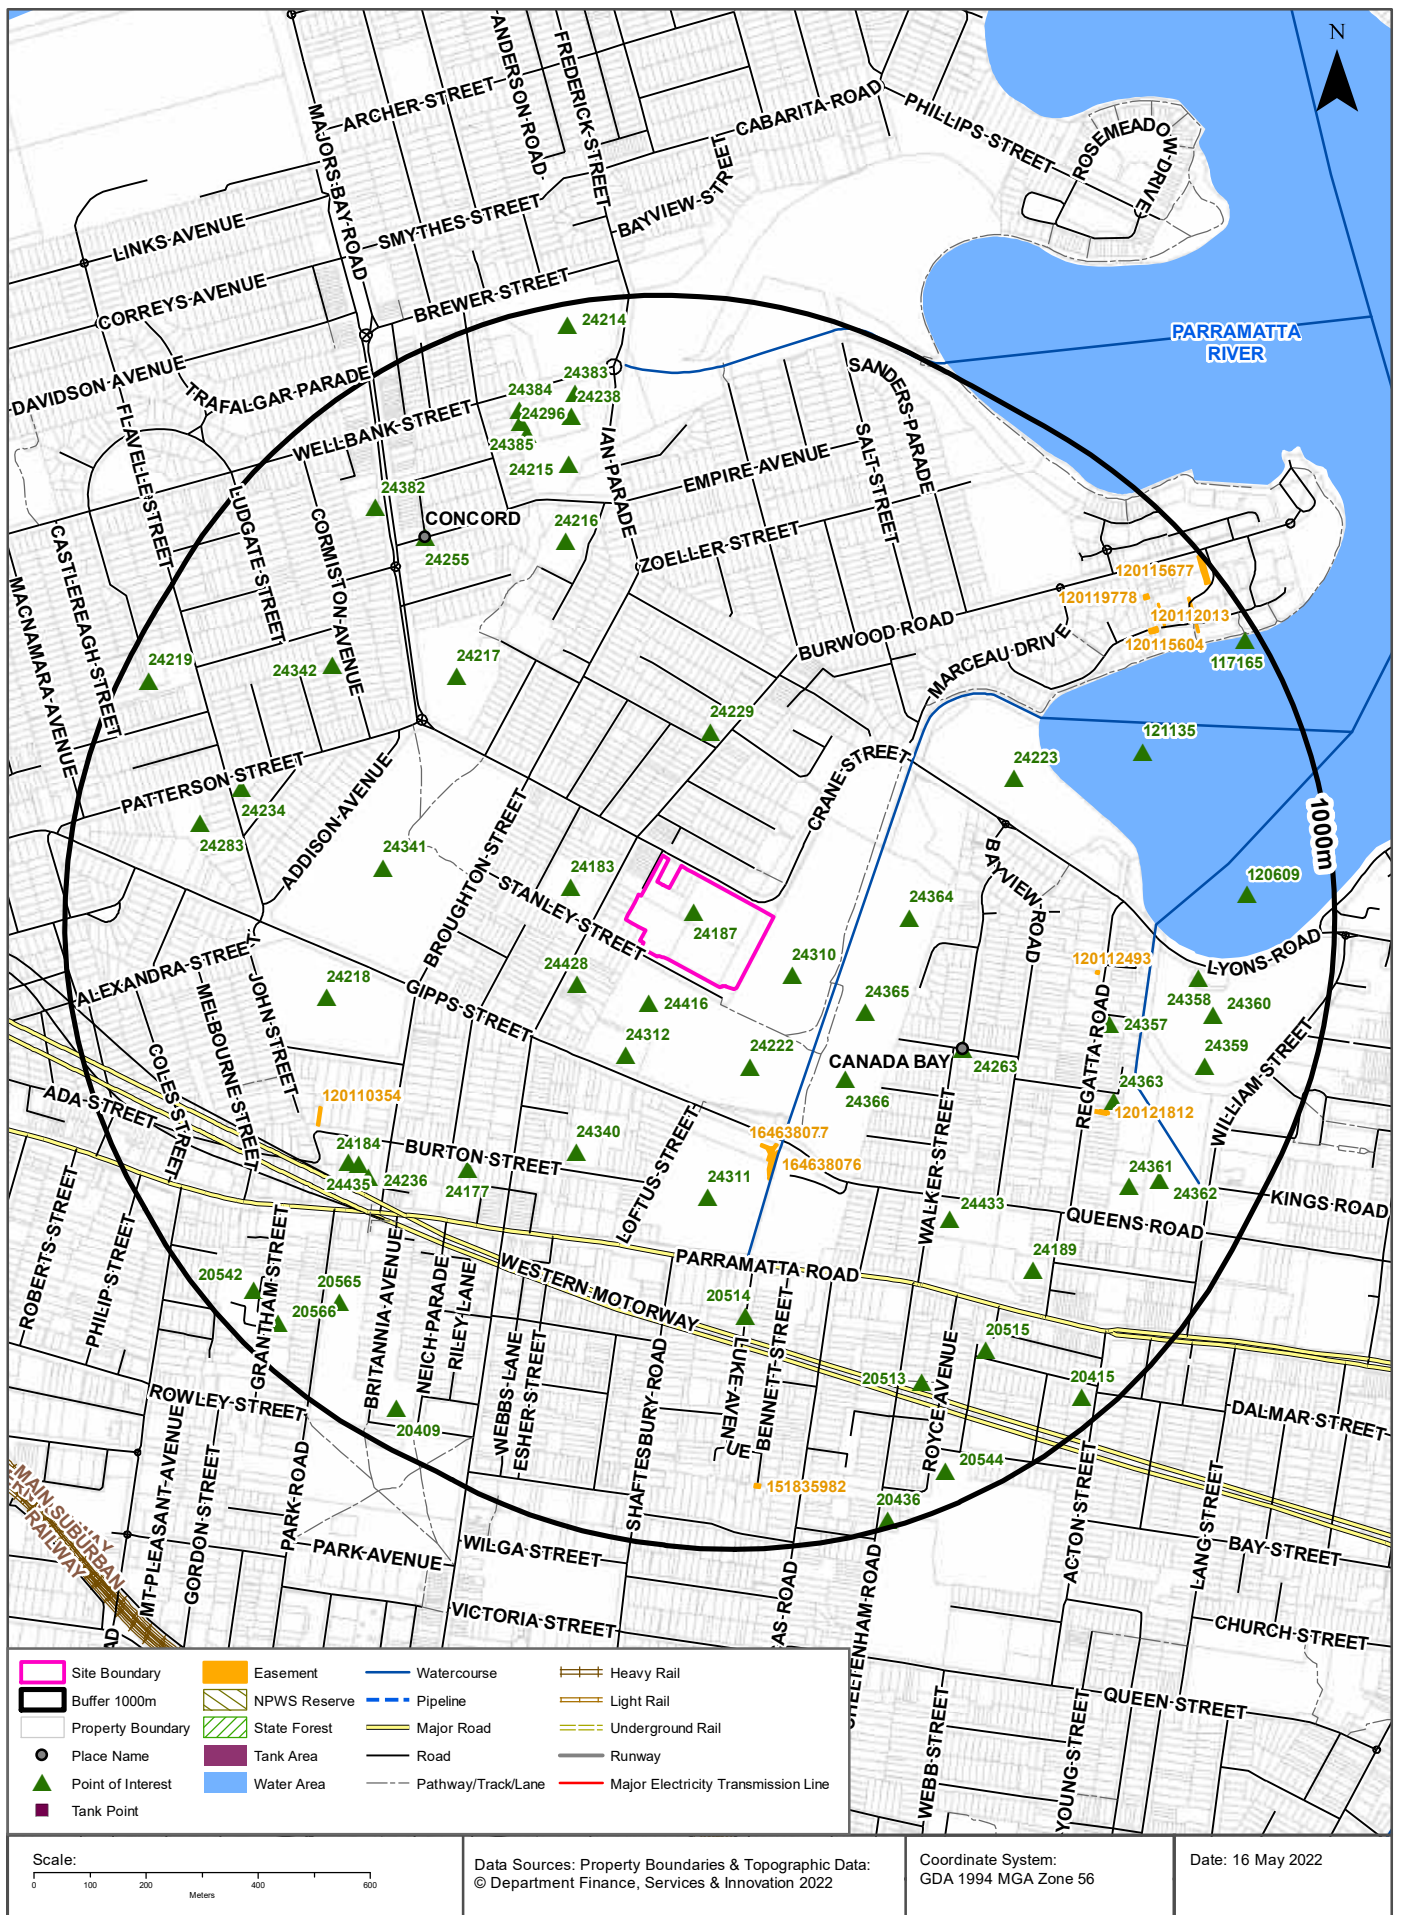 N
ARCHER STREET
ANDERSON ROAD
FREDERICK STREET
CABARITA ROAD
PHILLIPS STREET
ROSEMEADOW DRIVE
MAJORS BAY ROAD
LINKS AVENUE
SMYTHES STREET
BAYVIEW STREET
CORREYS AVENUE
BREWER STREET
24214
PARRAMATTA
RIVER
DAVIDSON AVENUE
TRAFALGAR PARADE
24383
24384
24238
24296
SANDERS PARADE
FLAVELLE STREET
WELLBANK STREET
24385
IAN PARADE
SALT STREET
24215
EMPIRE AVENUE
24382
LUDGATE STREET
CORMISTON AVENUE
CONCORD
24216
24255
ZOELLER STREET
CASTLEREAGH STREET
MACNAMARA AVENUE
120115677
120119778
120112013
120115604
117165
BURWOOD ROAD
MARCEAU DRIVE
24219
24342
24217
24229
121135
24223
CRANE STREET
PATTERSON STREET
24234
24283
ADDISON AVENUE
BROUGHTON STREET
1000m
24341
24183
STANLEY STREET
BAYVIEW ROAD
24364
120609
24187
ALEXANDRA STREET
24218
JOHN STREET
MELBOURNE STREET
24428
24310
120112493
LYONS ROAD
GIPPS STREET
24416
24365
24358
24360
24312
24222
24357
REGATTA ROAD
CANADA BAY
24263
24359
WILLIAM STREET
COLES STREET
24366
24363
120121812
ADA STREET
120110354
24184
BURTON STREET
24340
LOFTUS STREET
164638077
164638076
WALKER STREET
24435
24236
24177
24311
24361
24362
KINGS ROAD
24433
QUEENS ROAD
ROBERTS STREET
PHILIP STREET
GRANTHAM STREET
PARRAMATTA ROAD
24189
WESTERN MOTORWAY
20542
20565
20566
BRITANNIA AVENUE
NEICH PARADE
RILEY LANE
20514
LUKE AVENUE
BENNETT STREET
20515
WEBBS LANE
ESHER STREET
SHAFTESBURY ROAD
20513
ROYCE AVENUE
20415
ROWLEY STREET
20409
DALMAR STREET
MT PLEASANT AVENUE
GORDON STREET
PARK ROAD
20544
151835982
20436
ACTON STREET
LANG STREET
MAIN SUBURBAN
RAILWAY
PARK AVENUE
WILGA STREET
BAY STREET
VICTORIA STREET
CHURCH STREET
QUEEN STREET
WEBB STREET
YOUNG STREET
Site Boundary
Buffer 1000m
Property Boundary
Place Name
Point of Interest
Tank Point
Easement
NPWS Reserve
State Forest
Tank Area
Water Area
Watercourse
Pipeline
Major Road
Road
Pathway/Track/Lane
Heavy Rail
Light Rail
Underground Rail
Runway
Major Electricity Transmission Line
Scale:
0 100 200 400 600
Meters
Data Sources: Property Boundaries & Topographic Data:
© Department Finance, Services & Innovation 2022
Coordinate System:
GDA 1994 MGA Zone 56
Date: 16 May 2022